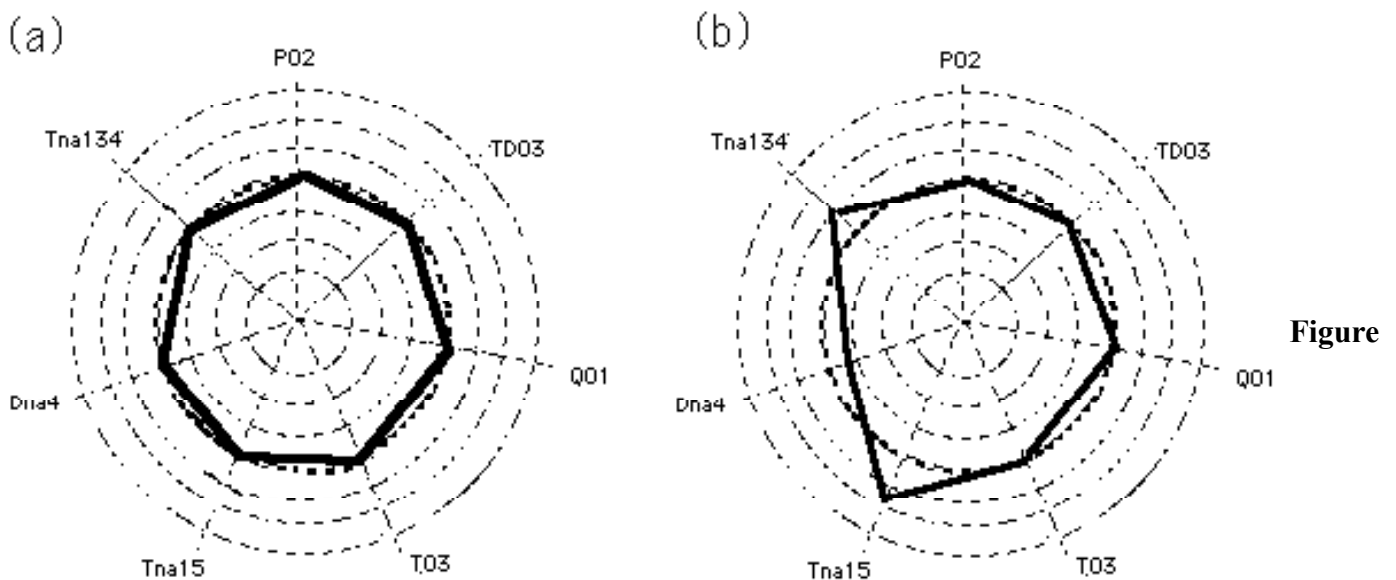 (a)
P02
TD03
Q01
T03
Tna15
Dna4
Tna134
(b)
P02
TD03
Q01
T03
Tna15
Dna4
Tna134
Figure